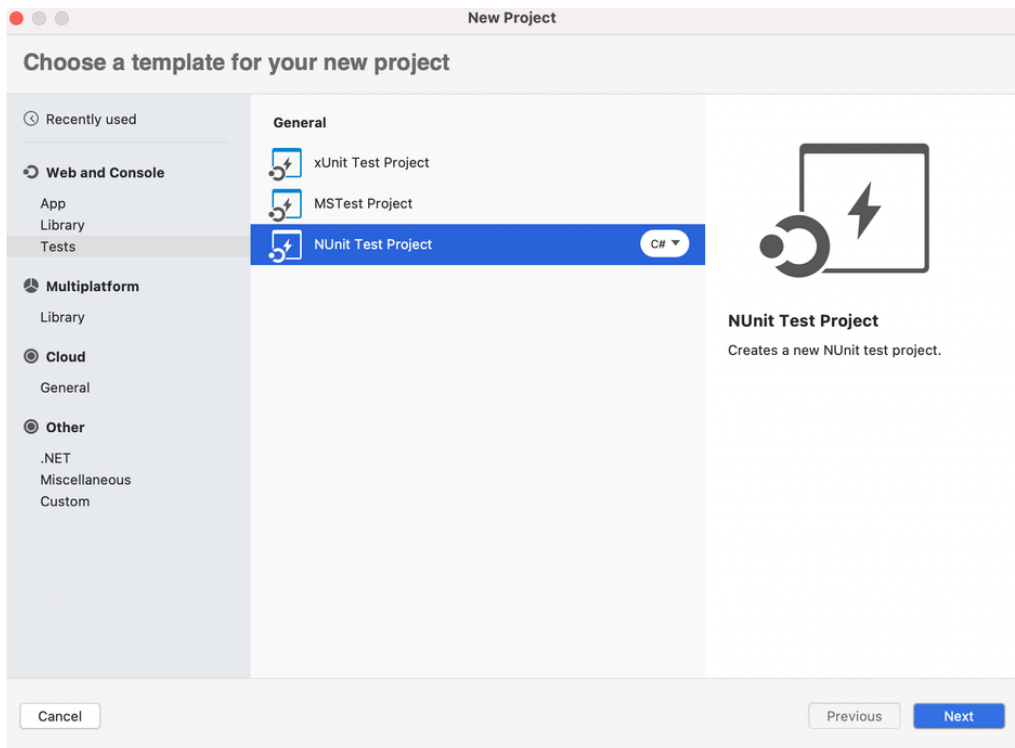 New Project
Choose a template for your new project
Recently used
Web and Console
App
Library
Tests
Multiplatform
Library
Cloud
General
Other
.NET
Miscellaneous
Custom
General
xUnit Test Project
MSTest Project
NUnit Test Project
C#
NUnit Test Project
Creates a new NUnit test project.
Cancel
Previous
Next